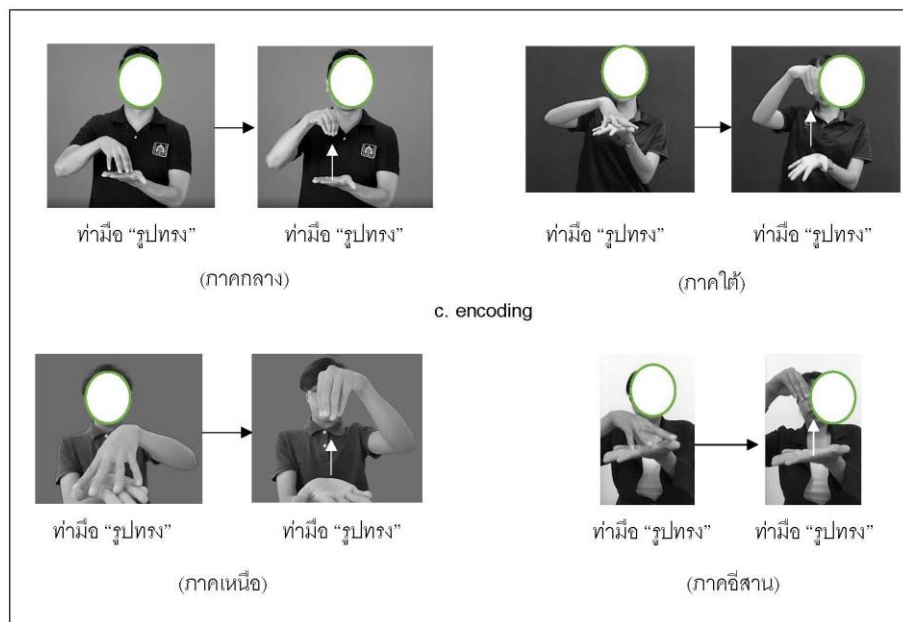 ท่ามือ “รูปทรง” ท่ามือ “รูปทรง”
(ภาคกลาง)
ท่ามือ “รูปทรง” ท่ามือ “รูปทรง”
(ภาคใต้)
c. encoding
ท่ามือ “รูปทรง” ท่ามือ “รูปทรง”
(ภาคเหนือ)
ท่ามือ “รูปทรง” ท่ามือ “รูปทรง”
(ภาคอีสาน)